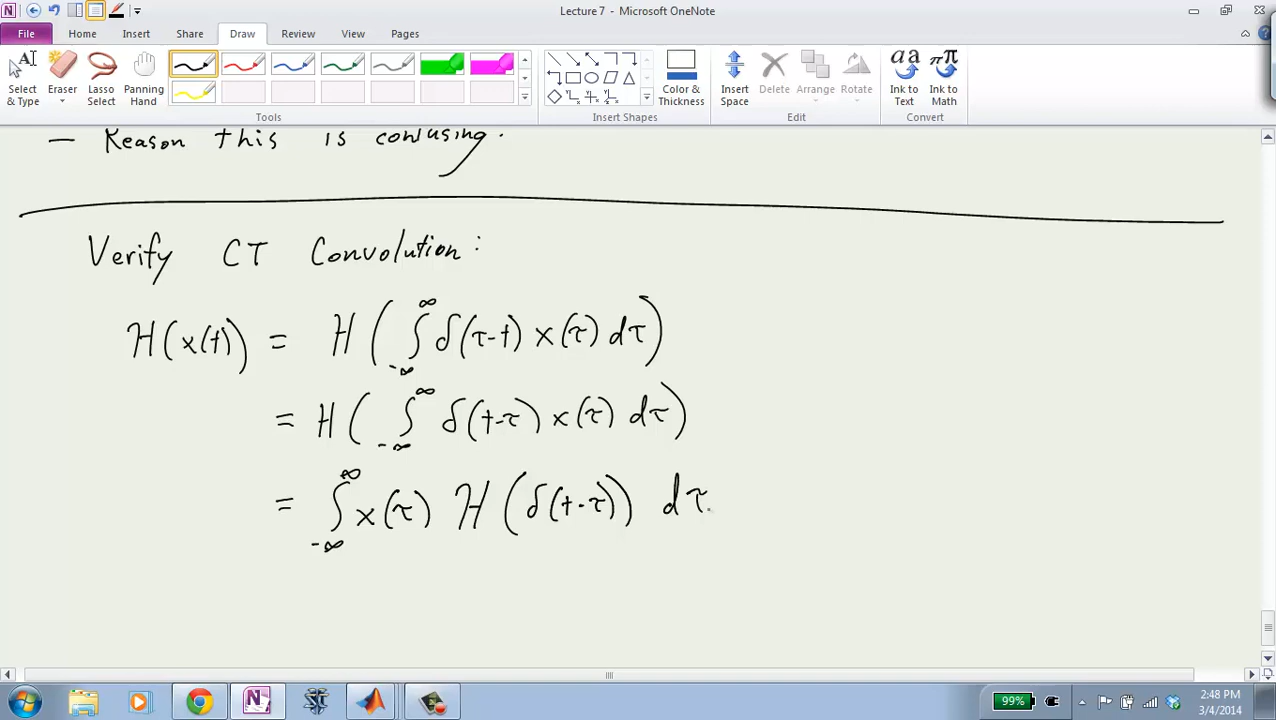 Lecture 7 - Microsoft OneNote
File Home Insert Share Draw Review View Pages
Select & Type Eraser Lasso Select Panning Hand Color & Thickness Insert Space Delete Arrange Rotate Ink to Text Ink to Math
Tools Insert Shapes Edit Convert
— Reason this is confusing.
Verify CT Convolution:
H(x(t)) = H(∫_{-∞}^{∞} δ(τ-t) x(τ) dτ)
= H(∫_{-∞}^{∞} δ(t-τ) x(τ) dτ)
= ∫_{-∞}^{∞} x(τ) H(δ(t-τ)) dτ
99%
2:48 PM
3/4/2014